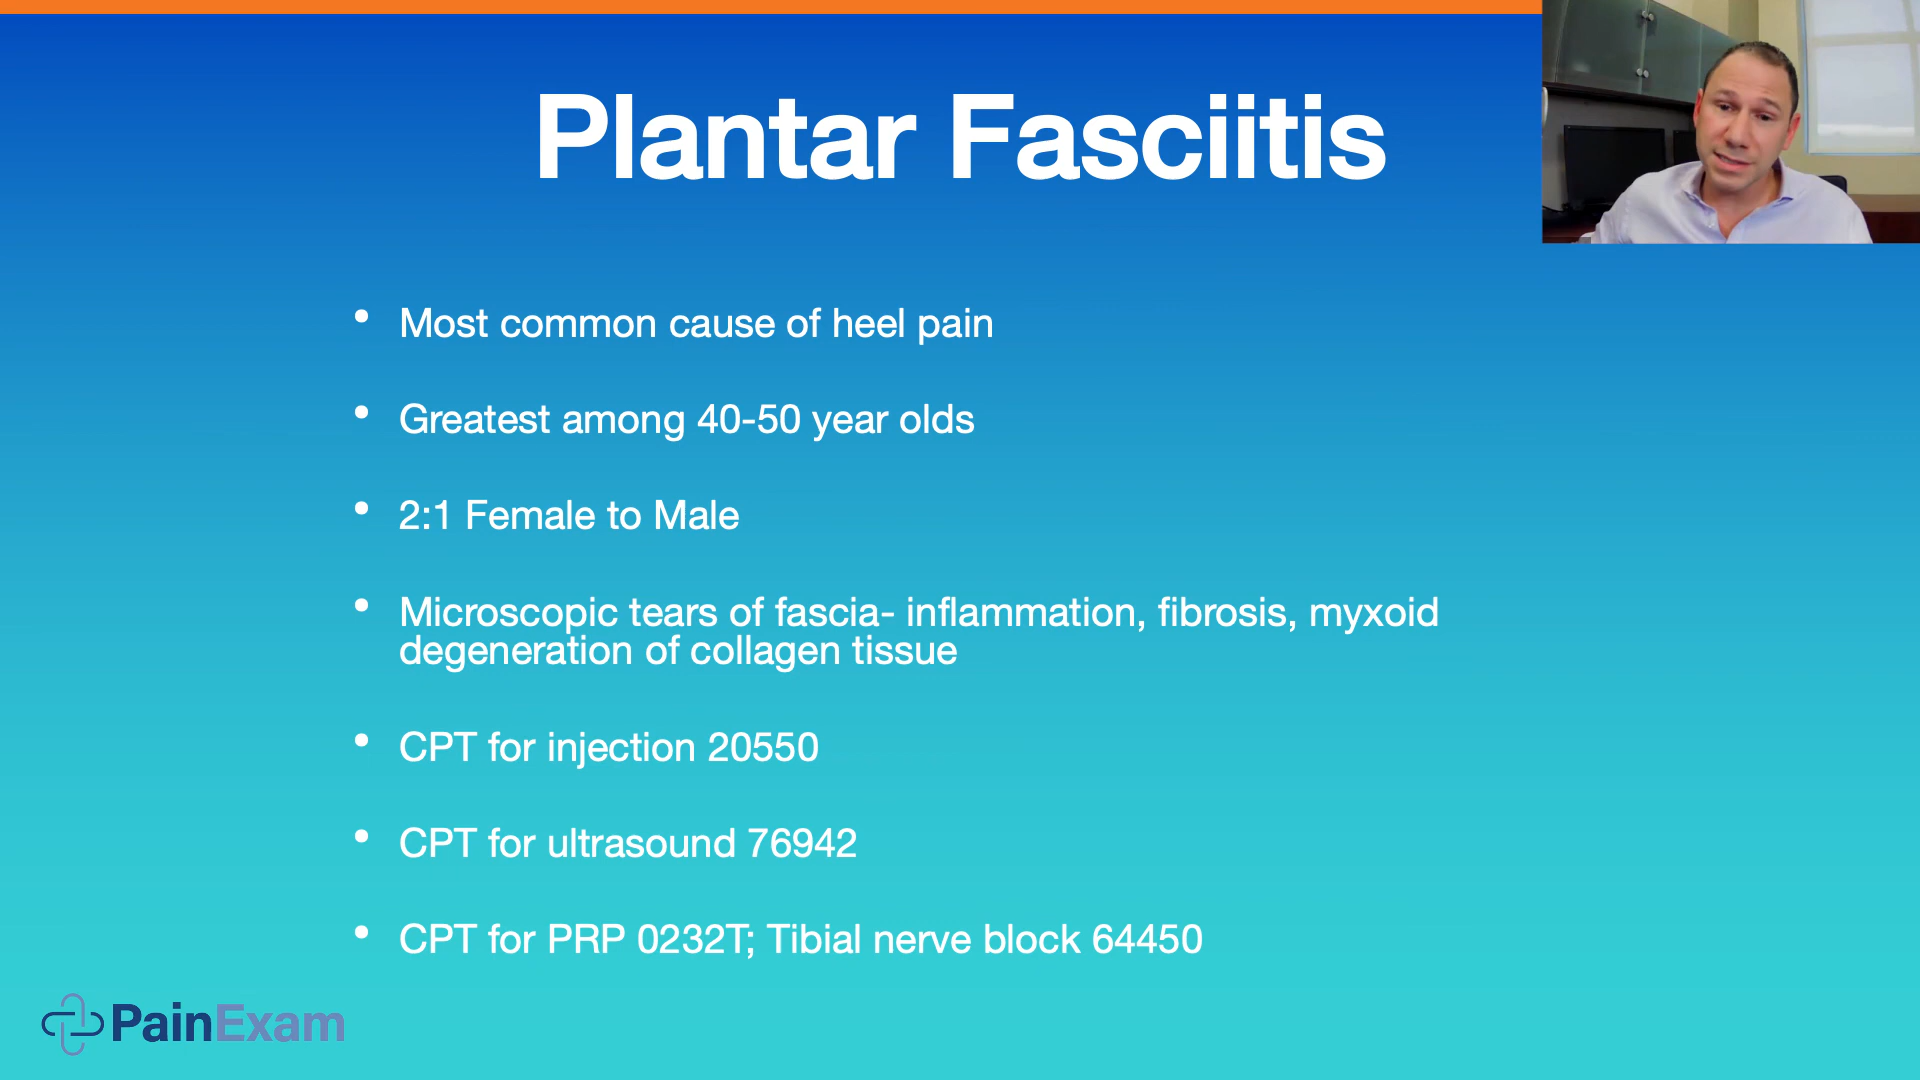 Plantar Fasciitis
• Most common cause of heel pain
• Greatest among 40-50 year olds
• 2:1 Female to Male
• Microscopic tears of fascia- inflammation, fibrosis, myxoid
degeneration of collagen tissue
• CPT for injection 20550
• CPT for ultrasound 76942
• CPT for PRP 0232T; Tibial nerve block 64450
PainExam